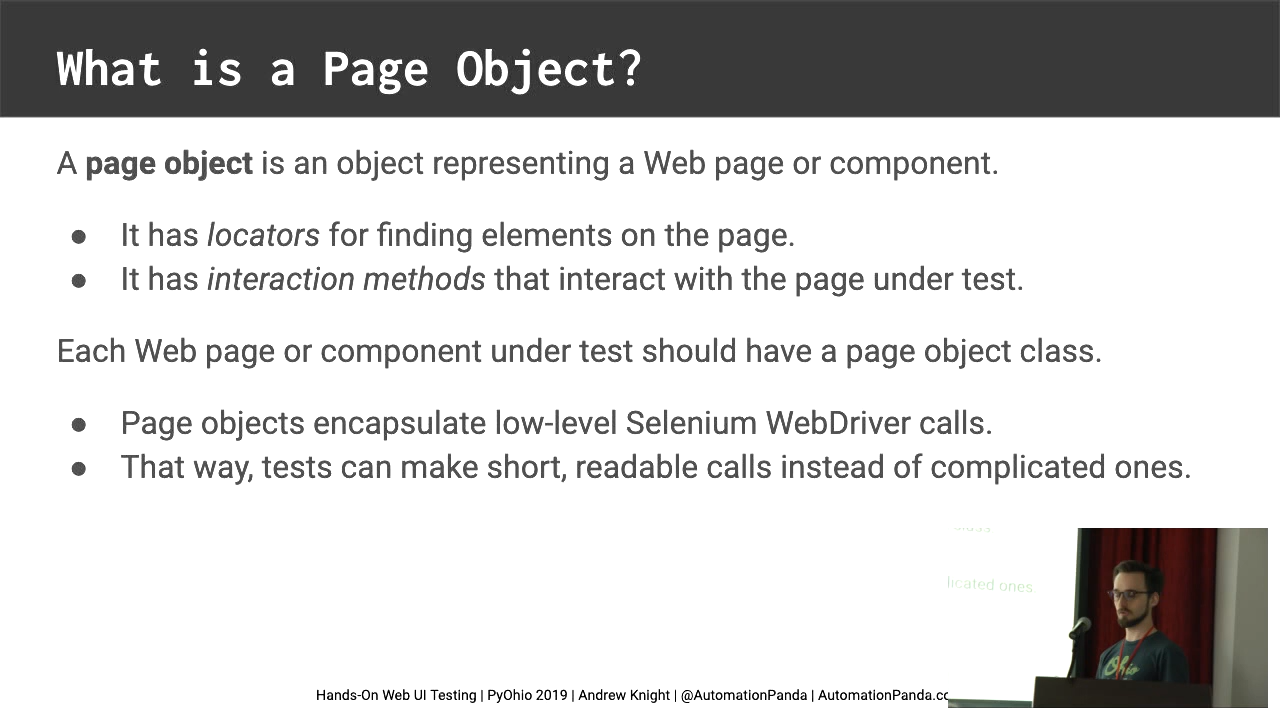 What is a Page Object?
A page object is an object representing a Web page or component.
● It has locators for finding elements on the page.
● It has interaction methods that interact with the page under test.
Each Web page or component under test should have a page object class.
● Page objects encapsulate low-level Selenium WebDriver calls.
● That way, tests can make short, readable calls instead of complicated ones.
licated ones
Ohio
Hands-On Web UI Testing | PyOhio 2019 | Andrew Knight | @AutomationPanda | AutomationPanda.co